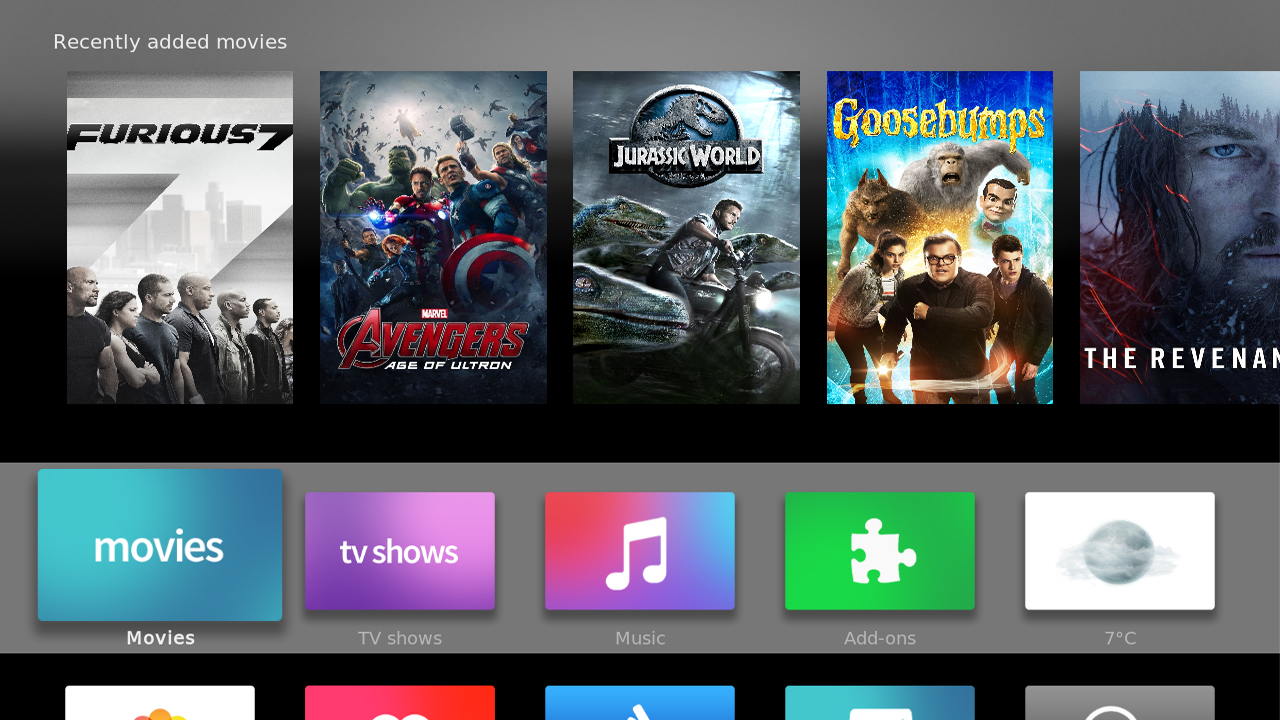 Recently added movies
FURIOUS 7
JURASSIC WORLD
Goosebumps
MARVEL
AVENGERS
AGE OF ULTRON
THE REVENAN
movies
tv shows
Movies
TV shows
Music
Add-ons
7°C